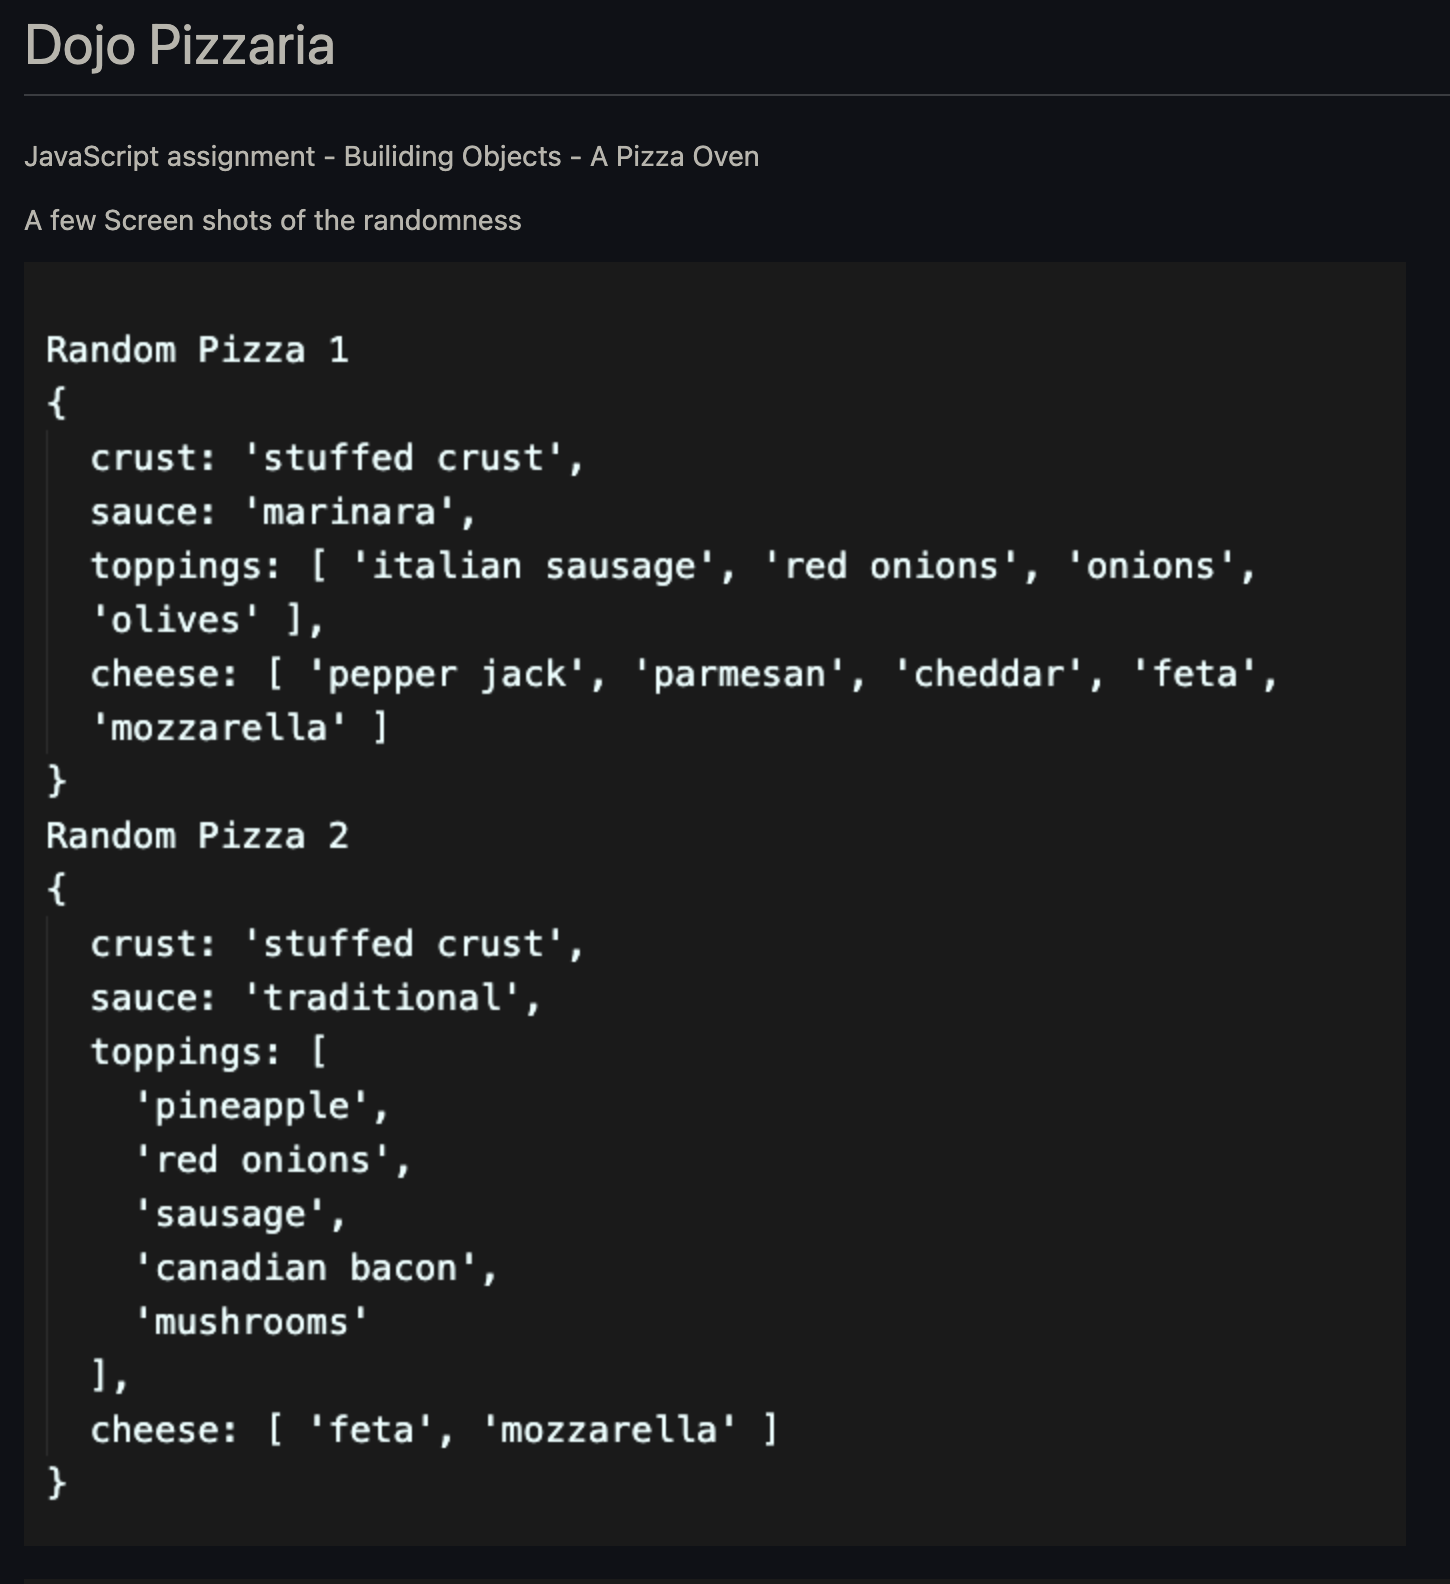 Dojo Pizzaria
JavaScript assignment - Builiding Objects - A Pizza Oven
A few Screen shots of the randomness
Random Pizza 1
{
crust: 'stuffed crust',
sauce: 'marinara',
toppings: [ 'italian sausage', 'red onions', 'onions',
'olives' ],
cheese: [ 'pepper jack', 'parmesan', 'cheddar', 'feta',
'mozzarella' ]
}
Random Pizza 2
{
crust: 'stuffed crust',
sauce: 'traditional',
toppings: [
'pineapple',
'red onions',
'sausage',
'canadian bacon',
'mushrooms'
],
cheese: [ 'feta', 'mozzarella' ]
}